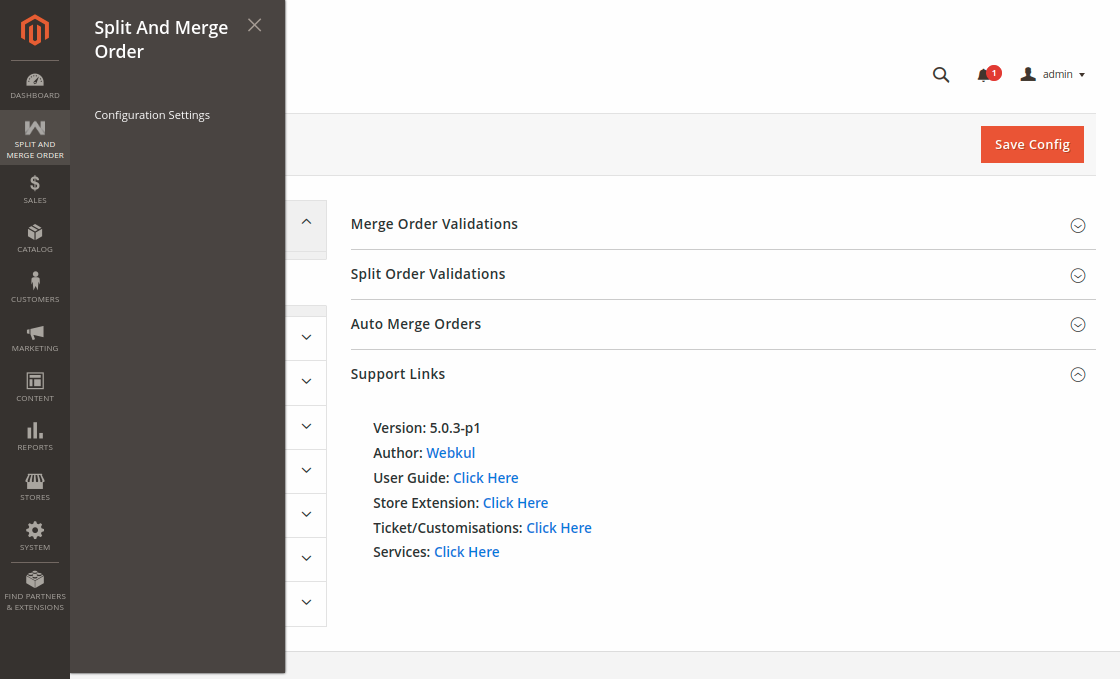 Split And Merge
Order
Configuration Settings
DASHBOARD
SPLIT AND
MERGE ORDER
SALES
CATALOG
CUSTOMERS
MARKETING
CONTENT
REPORTS
STORES
SYSTEM
FIND PARTNERS
& EXTENSIONS
1
admin
Save Config
Merge Order Validations
Split Order Validations
Auto Merge Orders
Support Links
Version: 5.0.3-p1
Author: Webkul
User Guide: Click Here
Store Extension: Click Here
Ticket/Customisations: Click Here
Services: Click Here